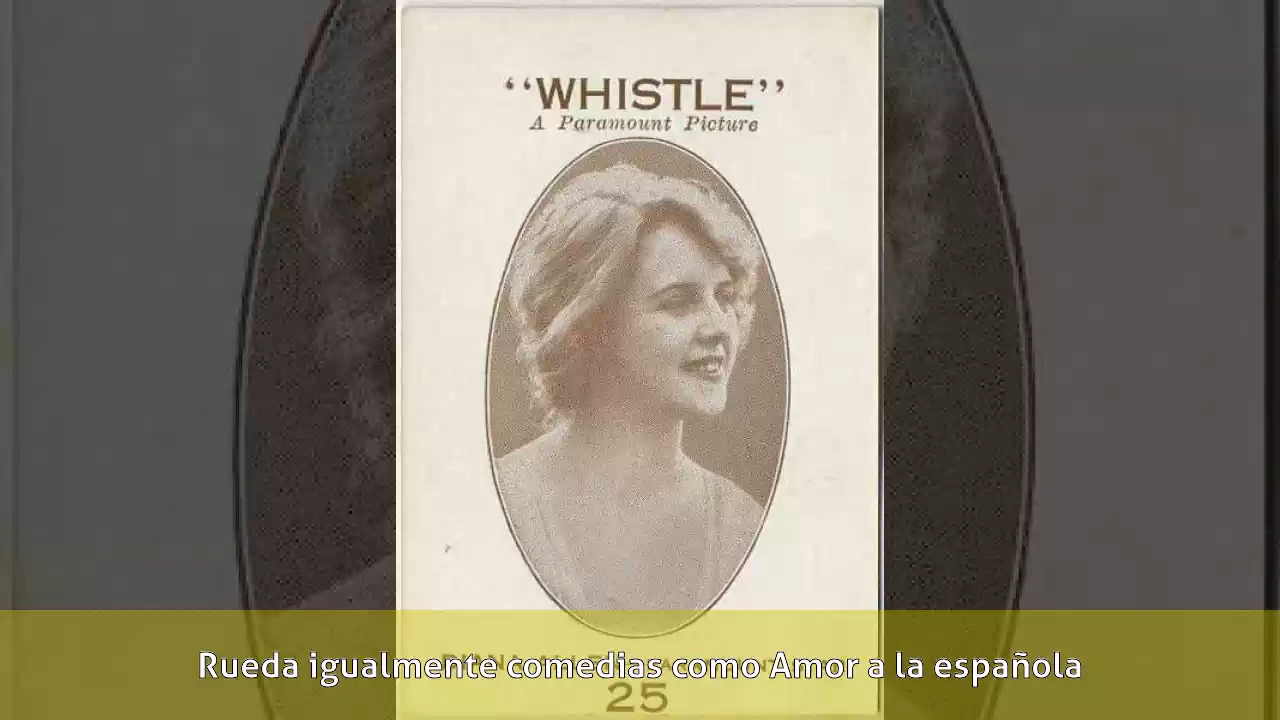 “WHISTLE”
A Paramount Picture
Rueda igualmente comedias como Amor a la española
25